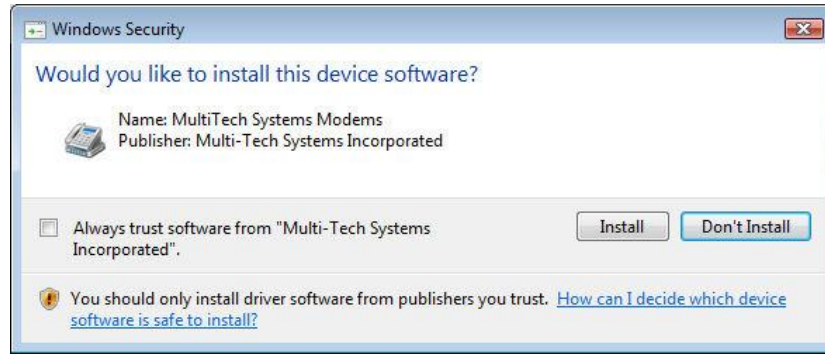 Windows Security
Would you like to install this device software?
Name: MultiTech Systems Modems
Publisher: Multi-Tech Systems Incorporated
Always trust software from "Multi-Tech Systems
Incorporated".
Install
Don't Install
You should only install driver software from publishers you trust. How can I decide which device
software is safe to install?